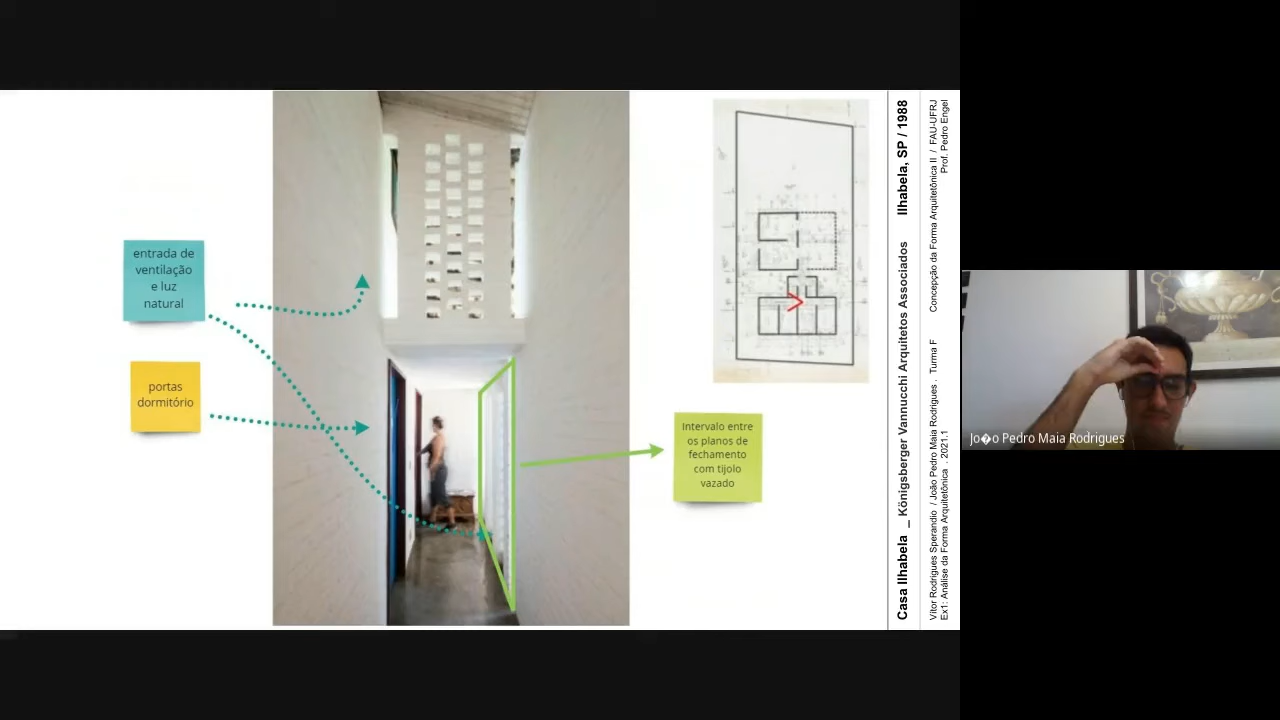 entrada de
ventilação
e luz
natural
portas
dormitório
Intervalo entre
os planos de
fechamento
com tijolo
vazado
Casa Ilhabela _ Königsberger Vannucchi Arquitetos Associados Ilhabela, SP / 1988
Vitor Rodrigues Sperandio / João Pedro Maia Rodrigues . Turma F Concepção da Forma Arquitetônica II / FAU-UFRJ
Ex1: Análise da Forma Arquitetônica . 2021.1 Prof. Pedro Engel
Jo�o Pedro Maia Rodrigues